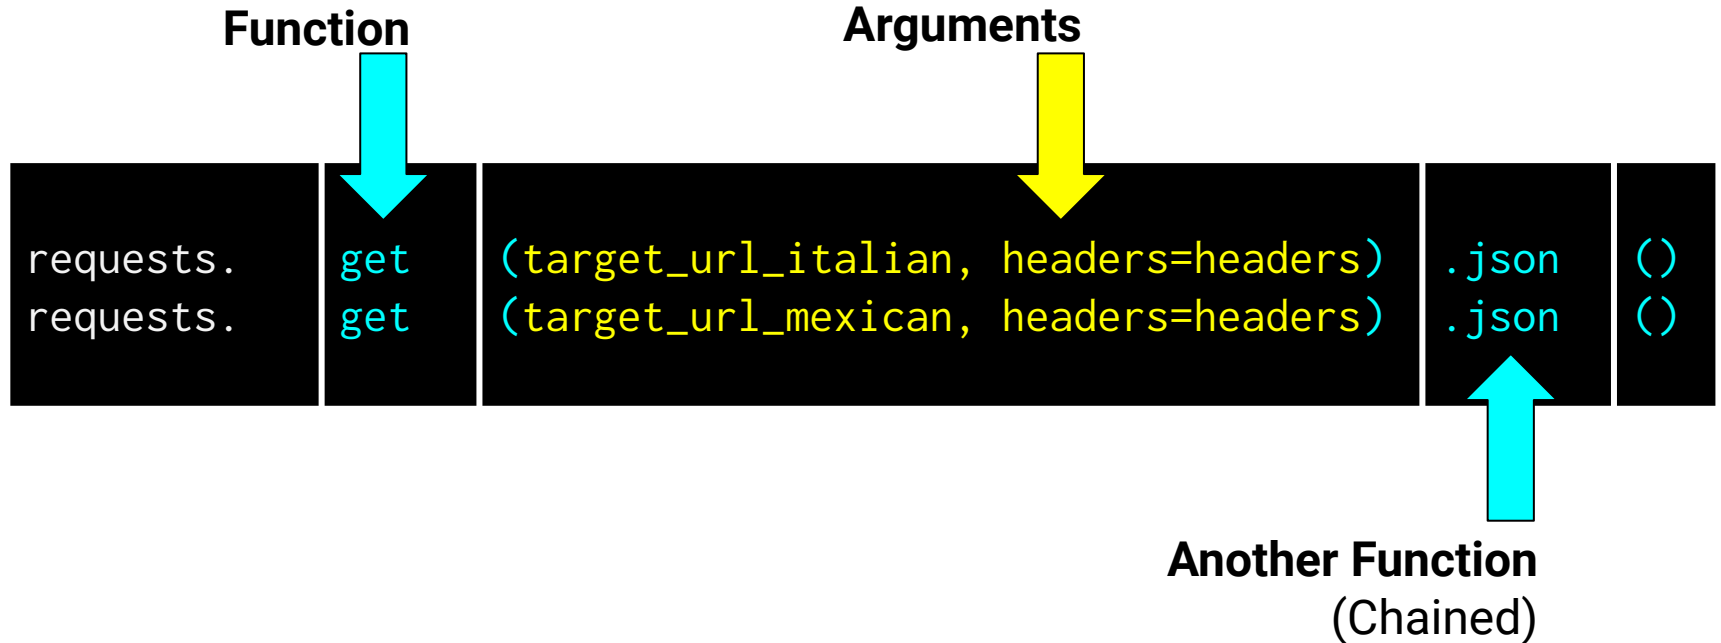 Function
Arguments
requests. get (target_url_italian, headers=headers) .json ()
requests. get (target_url_mexican, headers=headers) .json ()
Another Function
(Chained)